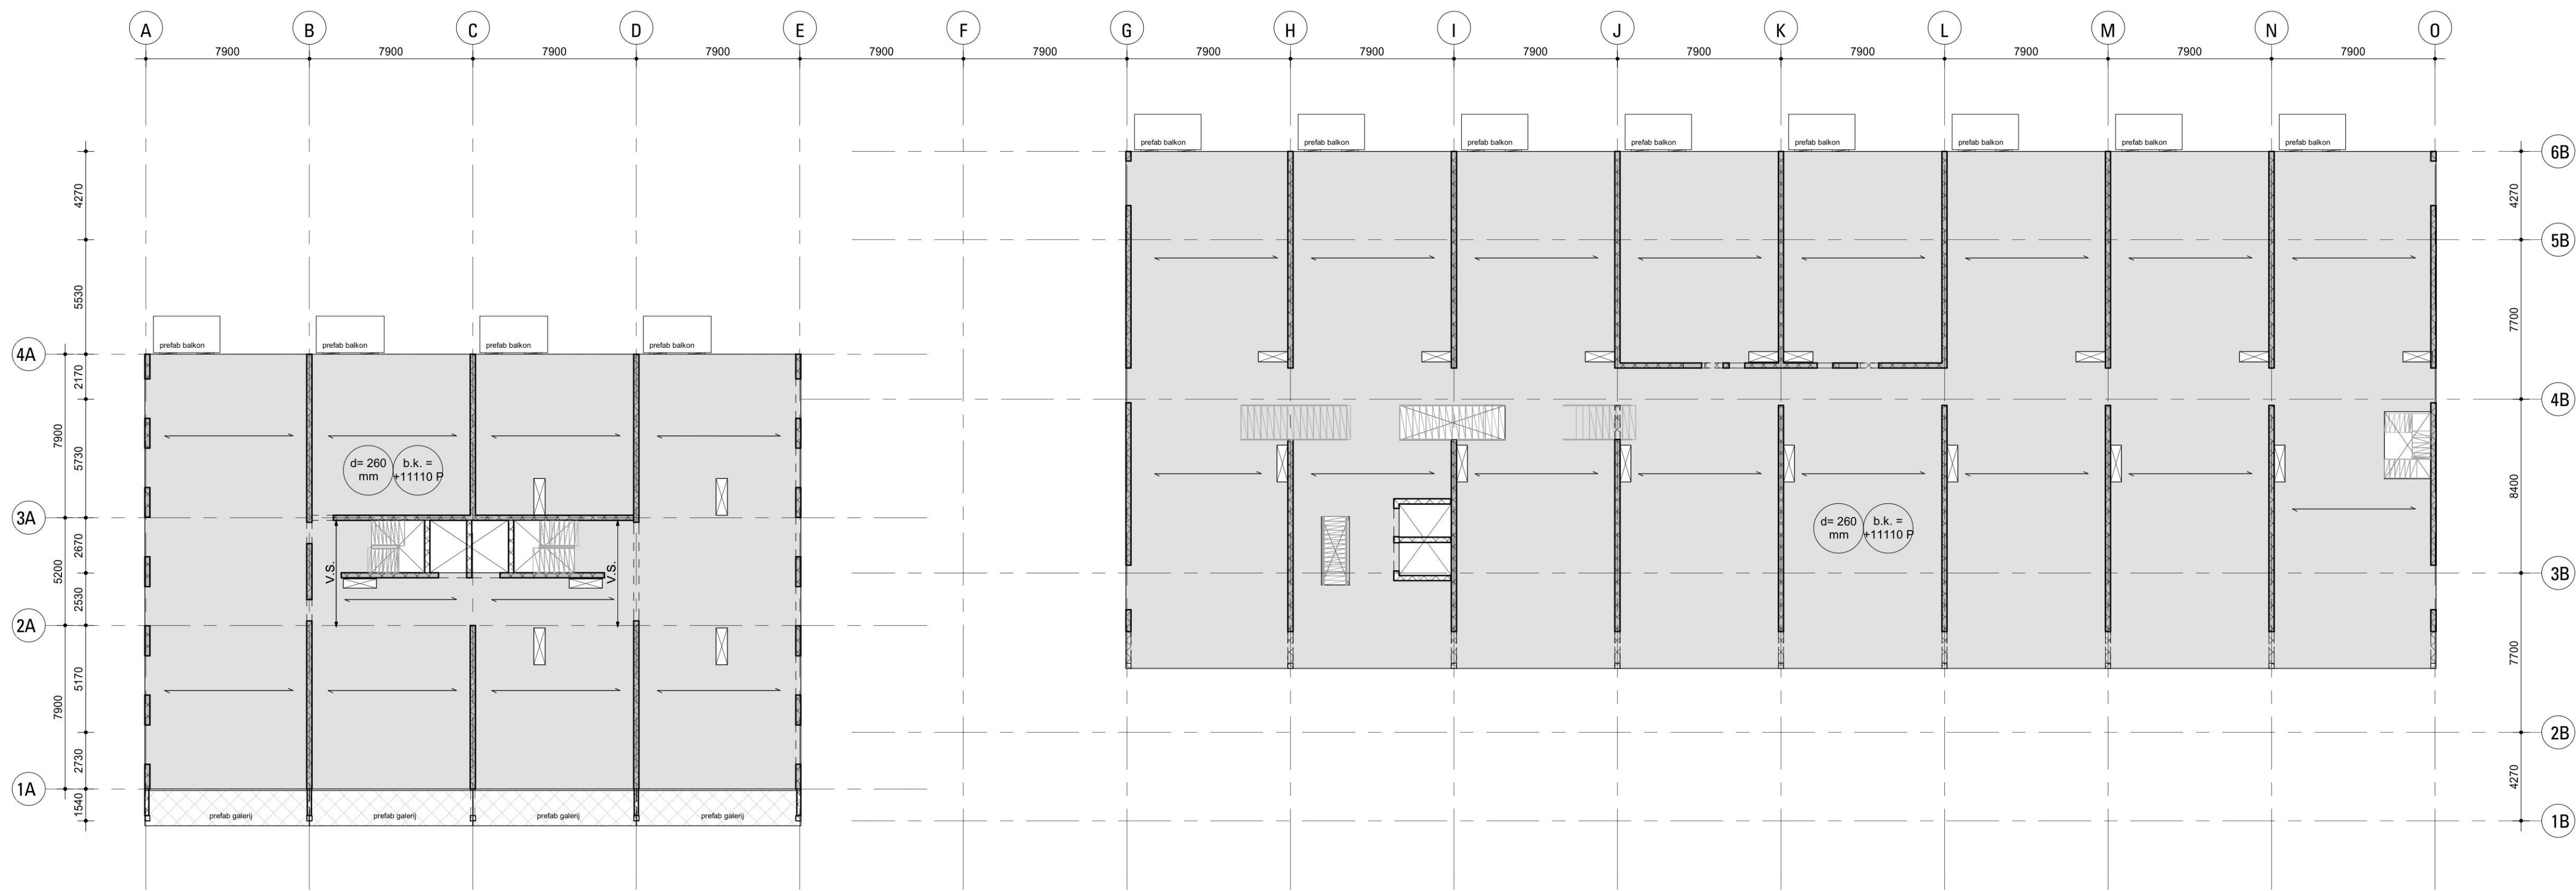 A B C D E F G H I J K L M N O
7900 7900 7900 7900 7900 7900 7900 7900 7900 7900 7900 7900 7900 7900
prefab balkon prefab balkon prefab balkon prefab balkon prefab balkon prefab balkon prefab balkon prefab balkon
6B
4270 4270
5B
5530 7700
prefab balkon prefab balkon prefab balkon prefab balkon
4A
2170
4B
7900 5730
d= 260 b.k. =
mm +11110 P
8400
3A
d= 260 b.k. =
mm +11110 P
2670
5200
V.S. V.S.
3B
2530
2A
5170 7700
7900
2B
2730 4270
1A
1540
prefab galerij prefab galerij prefab galerij prefab galerij
1B